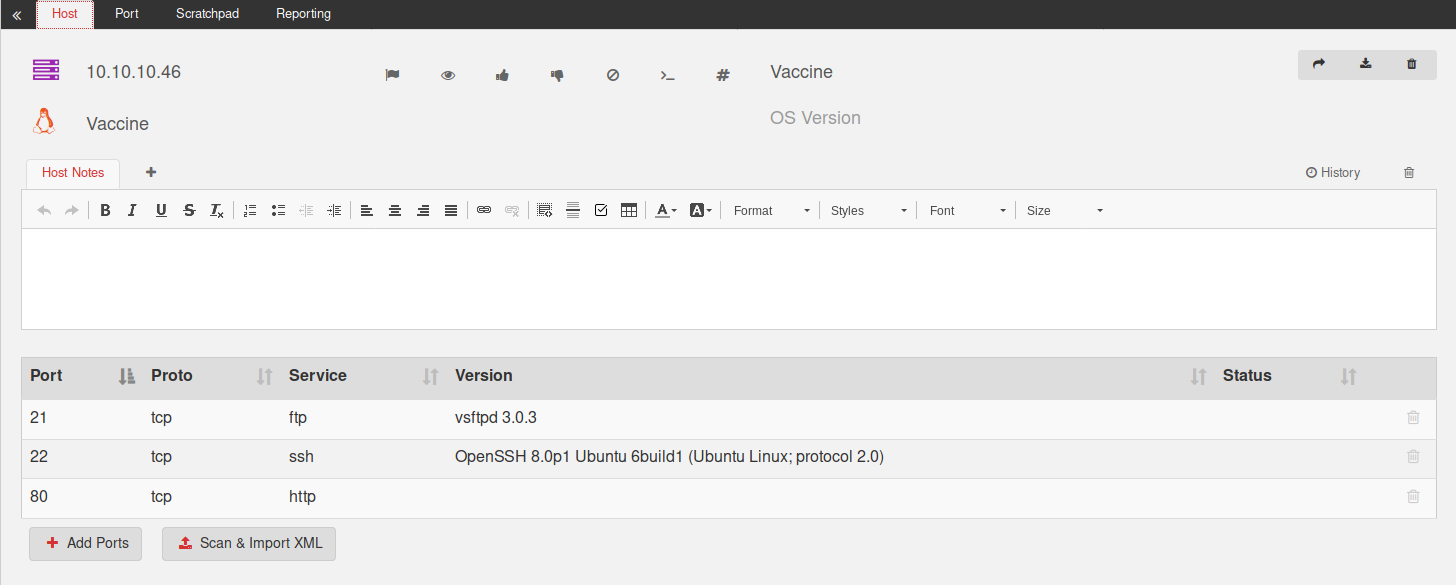 « Host Port Scratchpad Reporting
10.10.10.46 >_ # Vaccine
Vaccine OS Version
Host Notes + History
B I U S Tx A A Format Styles Font Size
Port Proto Service Version Status
21 tcp ftp vsftpd 3.0.3
22 tcp ssh OpenSSH 8.0p1 Ubuntu 6build1 (Ubuntu Linux; protocol 2.0)
80 tcp http
+ Add Ports Scan & Import XML